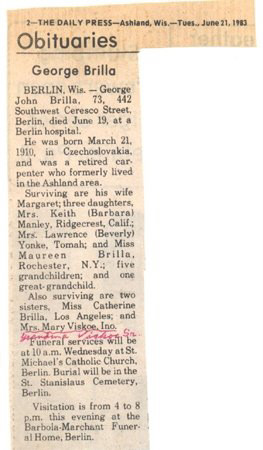 2—THE DAILY PRESS—Ashland, Wis.—Tues., June 21, 1983
Obituaries
George Brilla
BERLIN, Wis. — George
John Brilla, 73, 442
Southwest Ceresco Street,
Berlin, died June 19, at a
Berlin hospital.
He was born March 21,
1910, in Czechoslovakia,
and was a retired car-
penter who formerly lived
in the Ashland area.
Surviving are his wife
Margaret; three daughters,
Mrs. Keith (Barbara)
Manley, Ridgecrest, Calif.;
Mrs. Lawrence (Beverly)
Yonke, Tomah; and Miss
Maureen Brilla,
Rochester, N.Y.; five
grandchildren; and one
great-grandchild.
Also surviving are two
sisters, Miss Catherine
Brilla, Los Angeles; and
Mrs. Mary Viskoe, Ino.
Grandma Viskoe
Funeral services will be
at 10 a.m. Wednesday at St.
Michael's Catholic Church,
Berlin. Burial will be in the
St. Stanislaus Cemetery,
Berlin.
Visitation is from 4 to 8
p.m. this evening at the
Barbola-Marchant Funer-
al Home, Berlin.